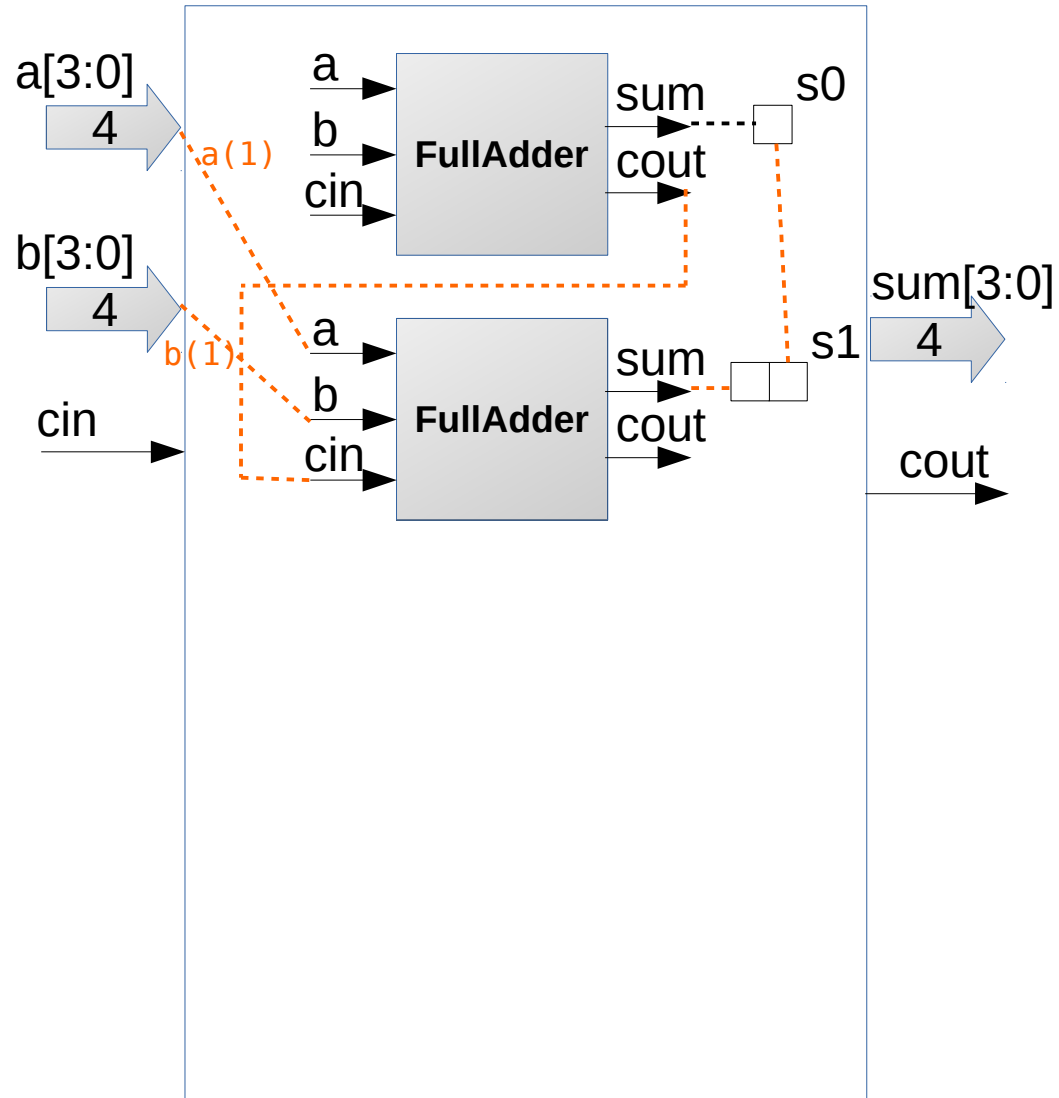 a[3:0]
4
a(1)
b[3:0]
4
b(1)
cin
a
b
cin
FullAdder
sum
cout
s0
a
b
cin
FullAdder
sum
cout
s1
sum[3:0]
4
cout